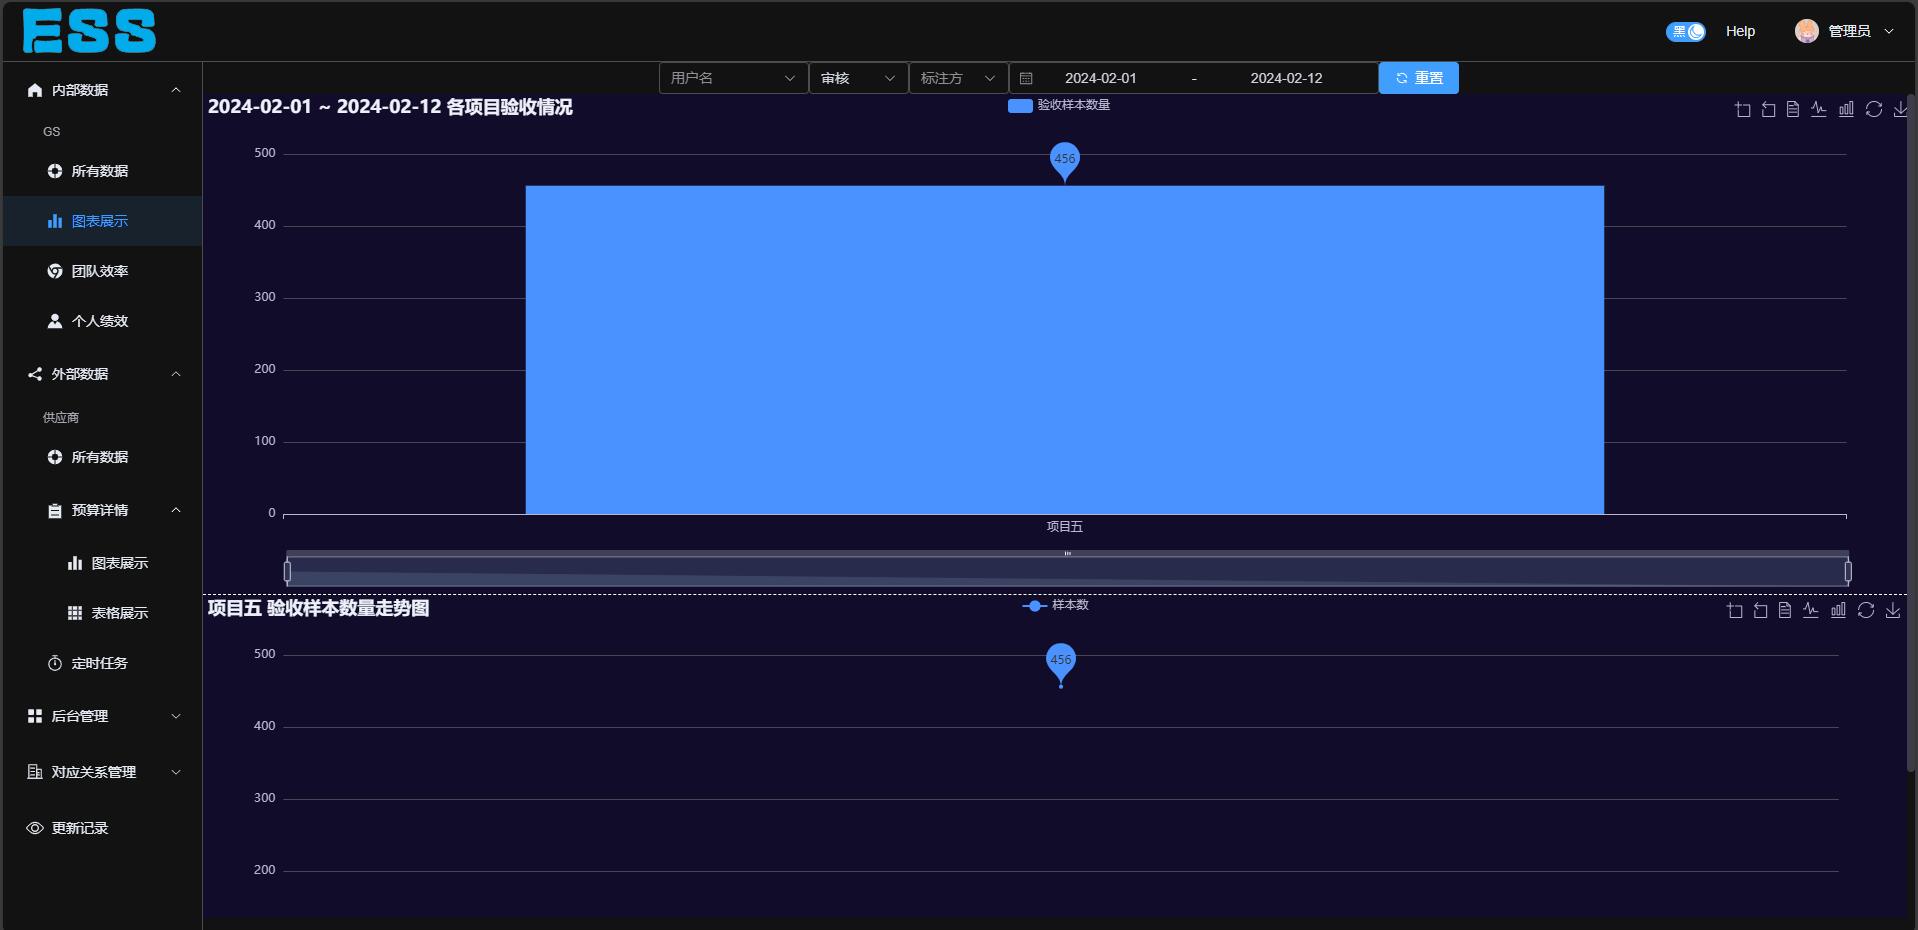 ESS
黑
Help
管理员
内部数据
GS
所有数据
图表展示
团队效率
个人绩效
外部数据
供应商
所有数据
预算详情
图表展示
表格展示
定时任务
后台管理
对应关系管理
更新记录
用户名
审核
标注方
2024-02-01 - 2024-02-12
重置
2024-02-01 ~ 2024-02-12 各项目验收情况
验收样本数量
500
456
400
300
200
100
0
项目五
项目五 验收样本数量走势图
样本数
500
456
400
300
200